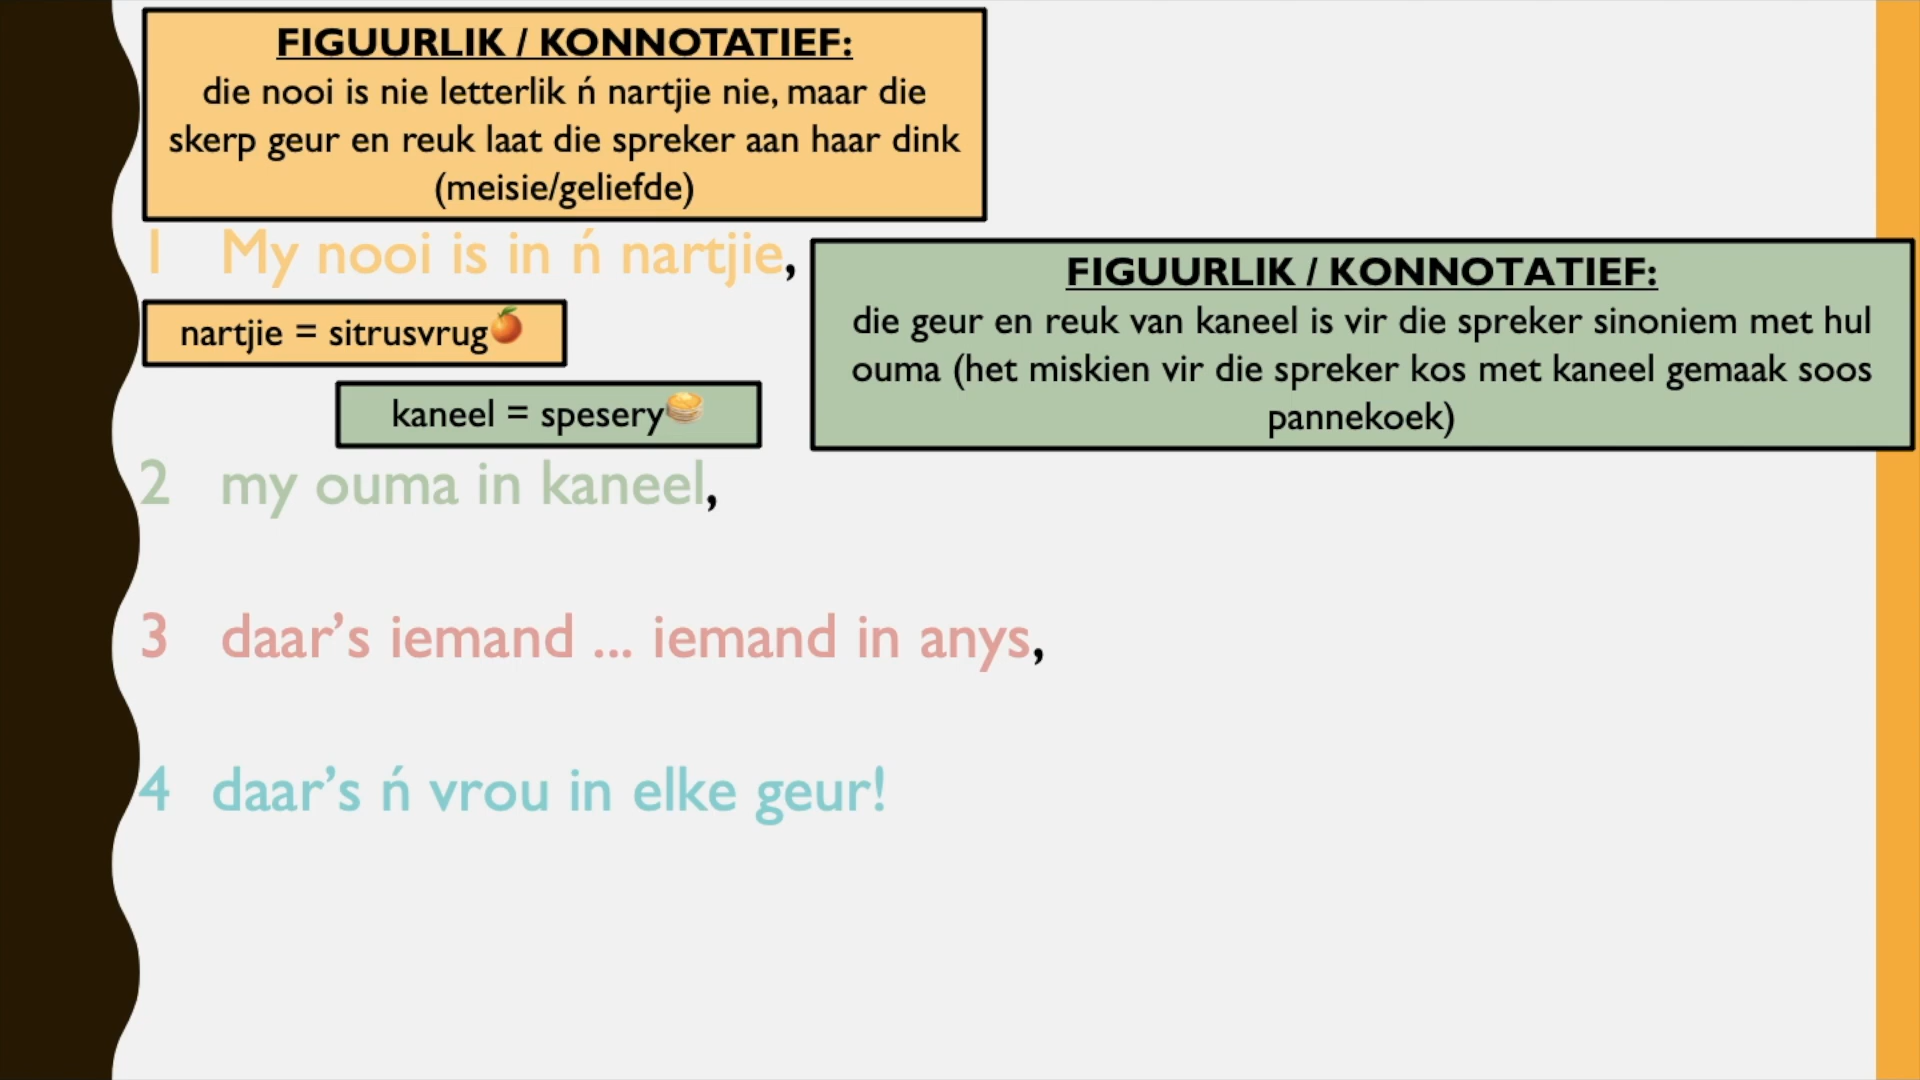 FIGUURLIK / KONNOTATIEF:
die nooi is nie letterlik ń nartjie nie, maar die
skerp geur en reuk laat die spreker aan haar dink
(meisie/geliefde)
1 My nooi is in ń nartjie,
FIGUURLIK / KONNOTATIEF:
die geur en reuk van kaneel is vir die spreker sinoniem met hul
ouma (het miskien vir die spreker kos met kaneel gemaak soos
pannekoek)
nartjie = sitrusvrug🍊
kaneel = spesery🥞
2 my ouma in kaneel,
3 daar’s iemand ... iemand in anys,
4 daar’s ń vrou in elke geur!